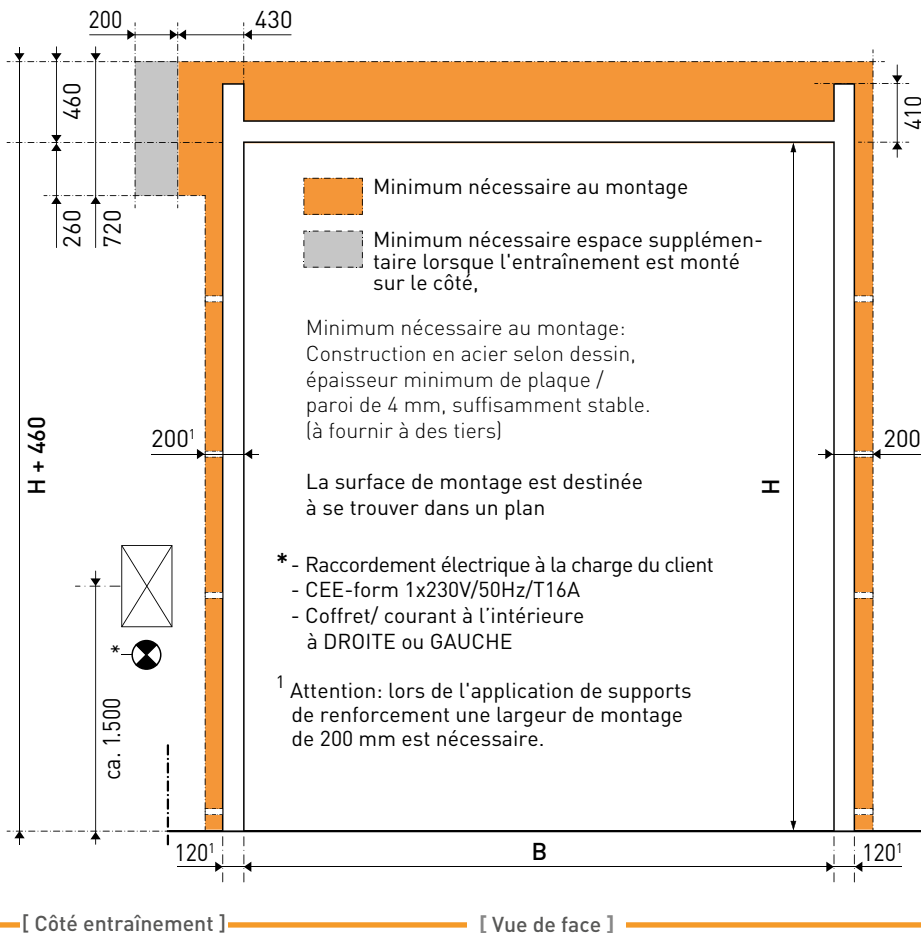 200
430
460
410
260
720
Minimum nécessaire au montage
Minimum nécessaire espace supplémen-
taire lorsque l'entraînement est monté
sur le côté,
Minimum nécessaire au montage:
Construction en acier selon dessin,
épaisseur minimum de plaque /
paroi de 4 mm, suffisamment stable.
(à fournir à des tiers)
H + 460
200¹
H
200
La surface de montage est destinée
à se trouver dans un plan
* - Raccordement électrique à la charge du client
- CEE-form 1x230V/50Hz/T16A
- Coffret/ courant à l'intérieure
à DROITE ou GAUCHE
*
ca. 1.500
¹ Attention: lors de l'application de supports
de renforcement une largeur de montage
de 200 mm est nécessaire.
120¹
B
120¹
[ Côté entraînement ]
[ Vue de face ]